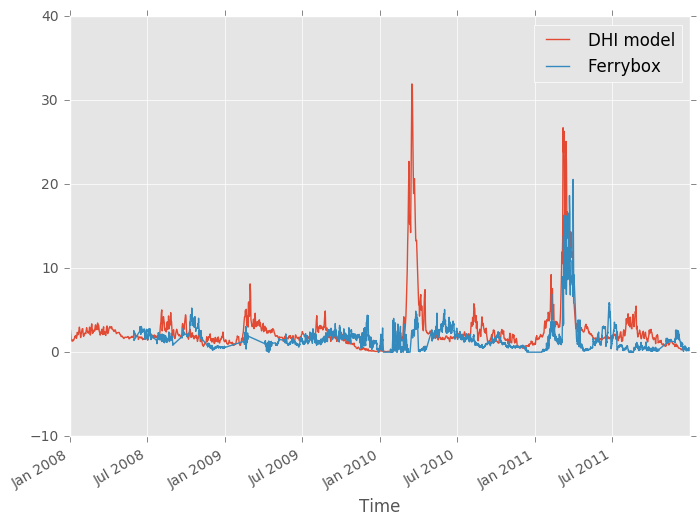 40
30
20
10
0
−10
DHI model
Ferrybox
Jan 2008
Jul 2008
Jan 2009
Jul 2009
Jan 2010
Jul 2010
Jan 2011
Jul 2011
Time